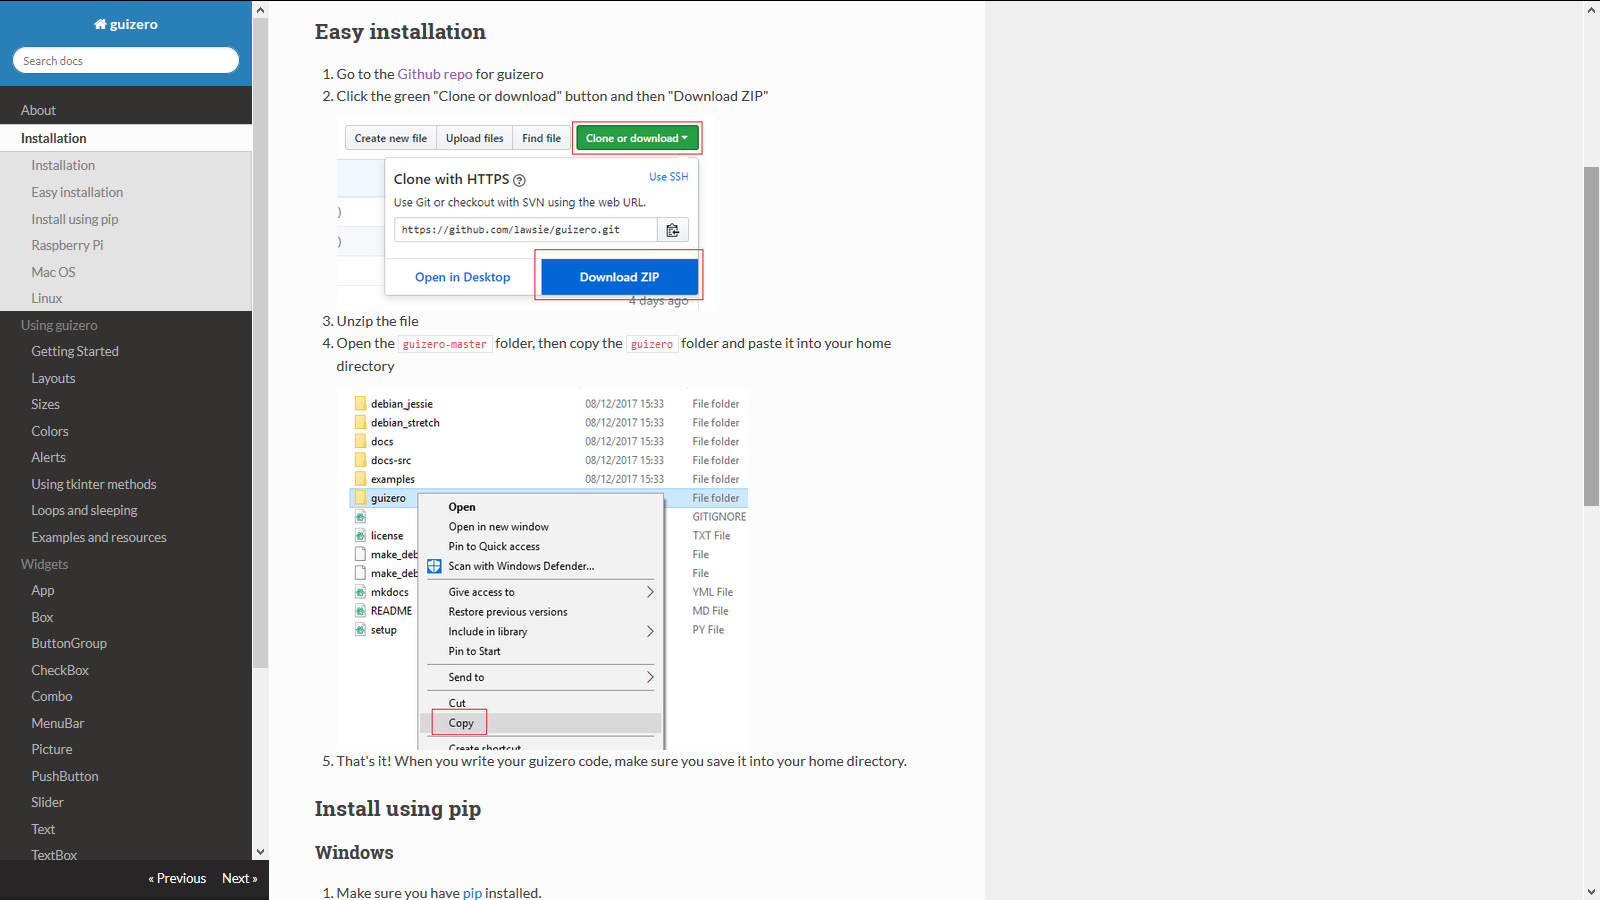 guizero
Search docs
About
Installation
Installation
Easy installation
Install using pip
Raspberry Pi
Mac OS
Linux
Using guizero
Getting Started
Layouts
Sizes
Colors
Alerts
Using tkinter methods
Loops and sleeping
Examples and resources
Widgets
App
Box
ButtonGroup
CheckBox
Combo
MenuBar
Picture
PushButton
Slider
Text
TextBox
« Previous Next »
Easy installation
1. Go to the Github repo for guizero
2. Click the green "Clone or download" button and then "Download ZIP"
Create new file Upload files Find file Clone or download
Clone with HTTPS Use SSH
Use Git or checkout with SVN using the web URL.
https://github.com/lawsie/guizero.git
Open in Desktop Download ZIP
4 days ago
3. Unzip the file
4. Open the guizero-master folder, then copy the guizero folder and paste it into your home
directory
debian_jessie 08/12/2017 15:33 File folder
debian_stretch 08/12/2017 15:33 File folder
docs 08/12/2017 15:33 File folder
docs-src 08/12/2017 15:33 File folder
examples 08/12/2017 15:33 File folder
guizero File folder
GITIGNORE
license TXT File
make_deb File
make_deb File
mkdocs YML File
README MD File
setup PY File
Open
Open in new window
Pin to Quick access
Scan with Windows Defender...
Give access to
Restore previous versions
Include in library
Pin to Start
Send to
Cut
Copy
Create shortcut
5. That's it! When you write your guizero code, make sure you save it into your home directory.
Install using pip
Windows
1. Make sure you have pip installed.